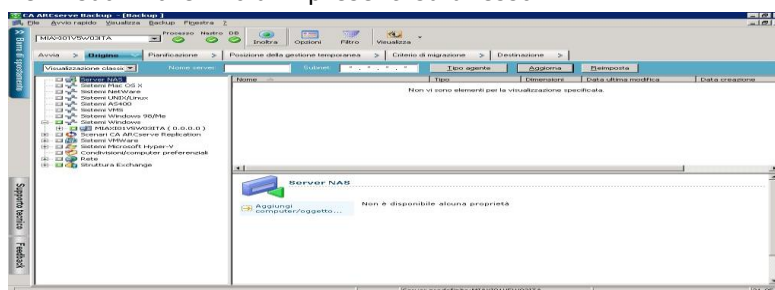 CA ARCserve Backup - [Backup ]
File Avvio rapido Visualizza Backup Finestra ?
MIAX01VSW03ITA
Processo Nastro DB
Inoltra Opzioni Filtro Visualizza
Avvia > Origine Pianificazione > Posizione della gestione temporanea > Criterio di migrazione > Destinazione >
Visualizzazione classi Nome server: Subnet: Tipo agente Aggiorna Reimposta
Server NAS
Sistemi Mac OS X
Sistemi NetWare
Sistemi UNIX/Linux
Sistemi AS400
Sistemi VMS
Sistemi Windows 98/Me
Sistemi Windows
MIAX01VSW03ITA ( 0.0.0.0 )
Scenari CA ARCserve Replication
Sistemi VMWare
Sistemi Microsoft Hyper-V
Condivisioni/computer preferenziali
Rete
Struttura Exchange
Nome Tipo Dimensioni Data ultima modifica Data creazione
Non vi sono elementi per la visualizzazione specificata.
Server NAS
Aggiungi computer/oggetto...
Non è disponibile alcuna proprietà
Barra di spostamento
Supporto tecnico
Feedback